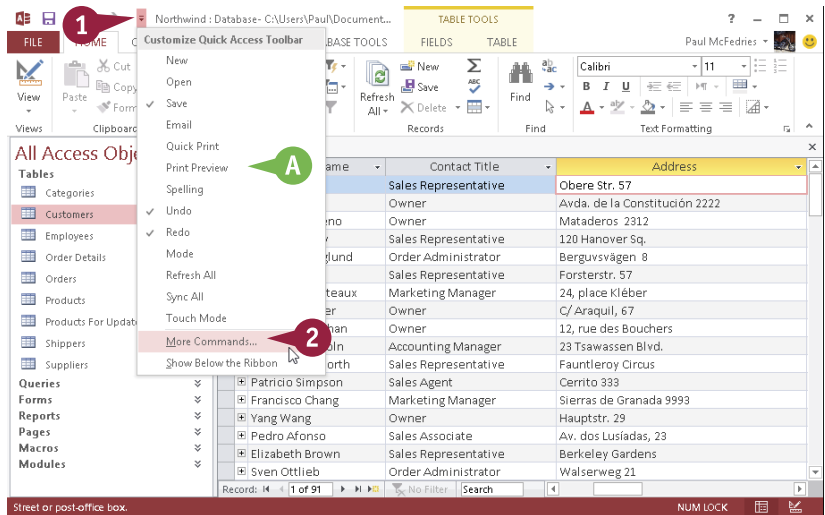 1
Northwind : Database- C:\Users\Paul\Document...
TABLE TOOLS
?
FILE
HOME
BASE TOOLS
FIELDS
TABLE
Paul McFedries
Customize Quick Access Toolbar
New
Open
Save
Email
Quick Print
Print Preview
Spelling
Undo
Redo
Mode
Refresh All
Sync All
Touch Mode
More Commands...
Show Below the Ribbon
A
2
View
Views
Paste
Cut
Copy
Form
Clipboard
Refresh
All
New
Save
Delete
Σ
ABC
Records
Find
ab
ac
Find
Calibri
11
B I U
A
Text Formatting
All Access Obje
Tables
Categories
Customers
Employees
Order Details
Orders
Products
Products For Updat
Shippers
Suppliers
Queries
Forms
Reports
Pages
Macros
Modules
ame Contact Title Address
Sales Representative Obere Str. 57
Owner Avda. de la Constitución 2222
eno Owner Mataderos 2312
y Sales Representative 120 Hanover Sq.
glund Order Administrator Berguvsvägen 8
Sales Representative Forsterstr. 57
teaux Marketing Manager 24, place Kléber
er Owner C/ Araquil, 67
han Owner 12, rue des Bouchers
oln Accounting Manager 23 Tsawassen Blvd.
orth Sales Representative Fauntleroy Circus
Patricio Simpson Sales Agent Cerrito 333
Francisco Chang Marketing Manager Sierras de Granada 9993
Yang Wang Owner Hauptstr. 29
Pedro Afonso Sales Associate Av. dos Lusíadas, 23
Elizabeth Brown Sales Representative Berkeley Gardens
Sven Ottlieb Order Administrator Walserweg 21
Record: 1 of 91 No Filter Search
Street or post-office box.
NUM LOCK